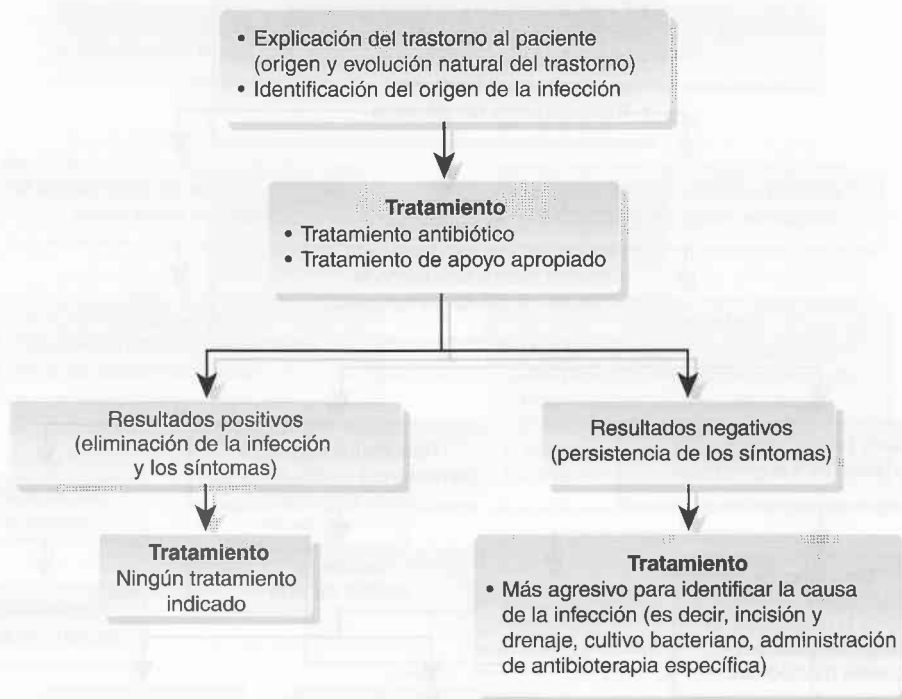 • Explicación del trastorno al paciente
(origen y evolución natural del trastorno)
• Identificación del origen de la infección
Tratamiento
• Tratamiento antibiótico
• Tratamiento de apoyo apropiado
Resultados positivos
(eliminación de la infección
y los síntomas)
Resultados negativos
(persistencia de los síntomas)
Tratamiento
Ningún tratamiento
indicado
Tratamiento
• Más agresivo para identificar la causa
de la infección (es decir, incisión y
drenaje, cultivo bacteriano, administración
de antibioterapia específica)